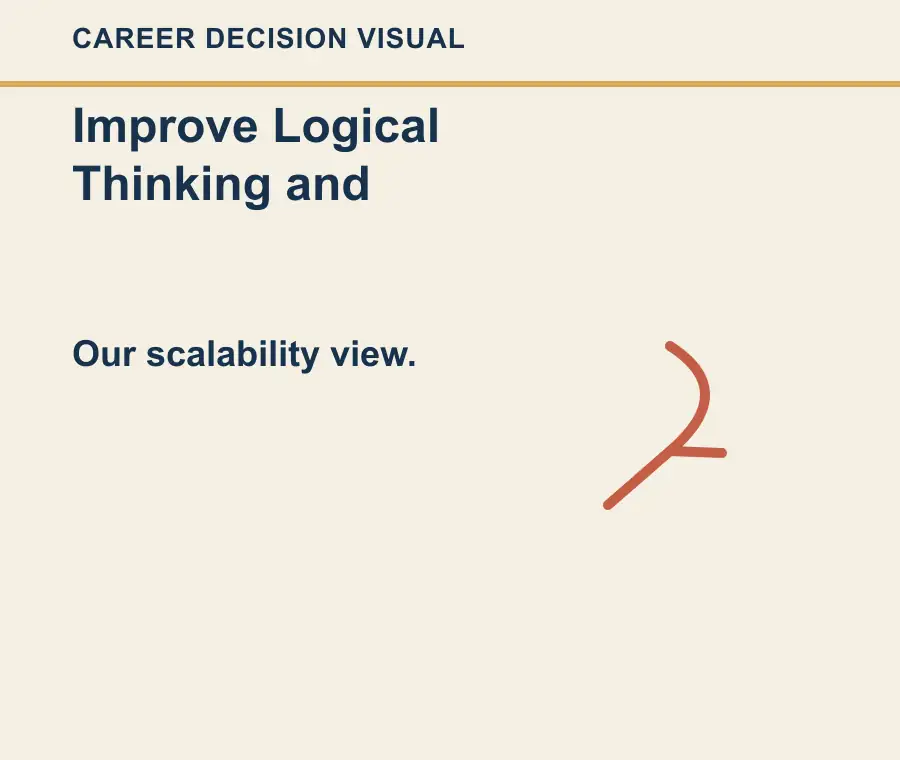 CAREER DECISION VISUAL
Improve Logical
Thinking and
Our scalability view.